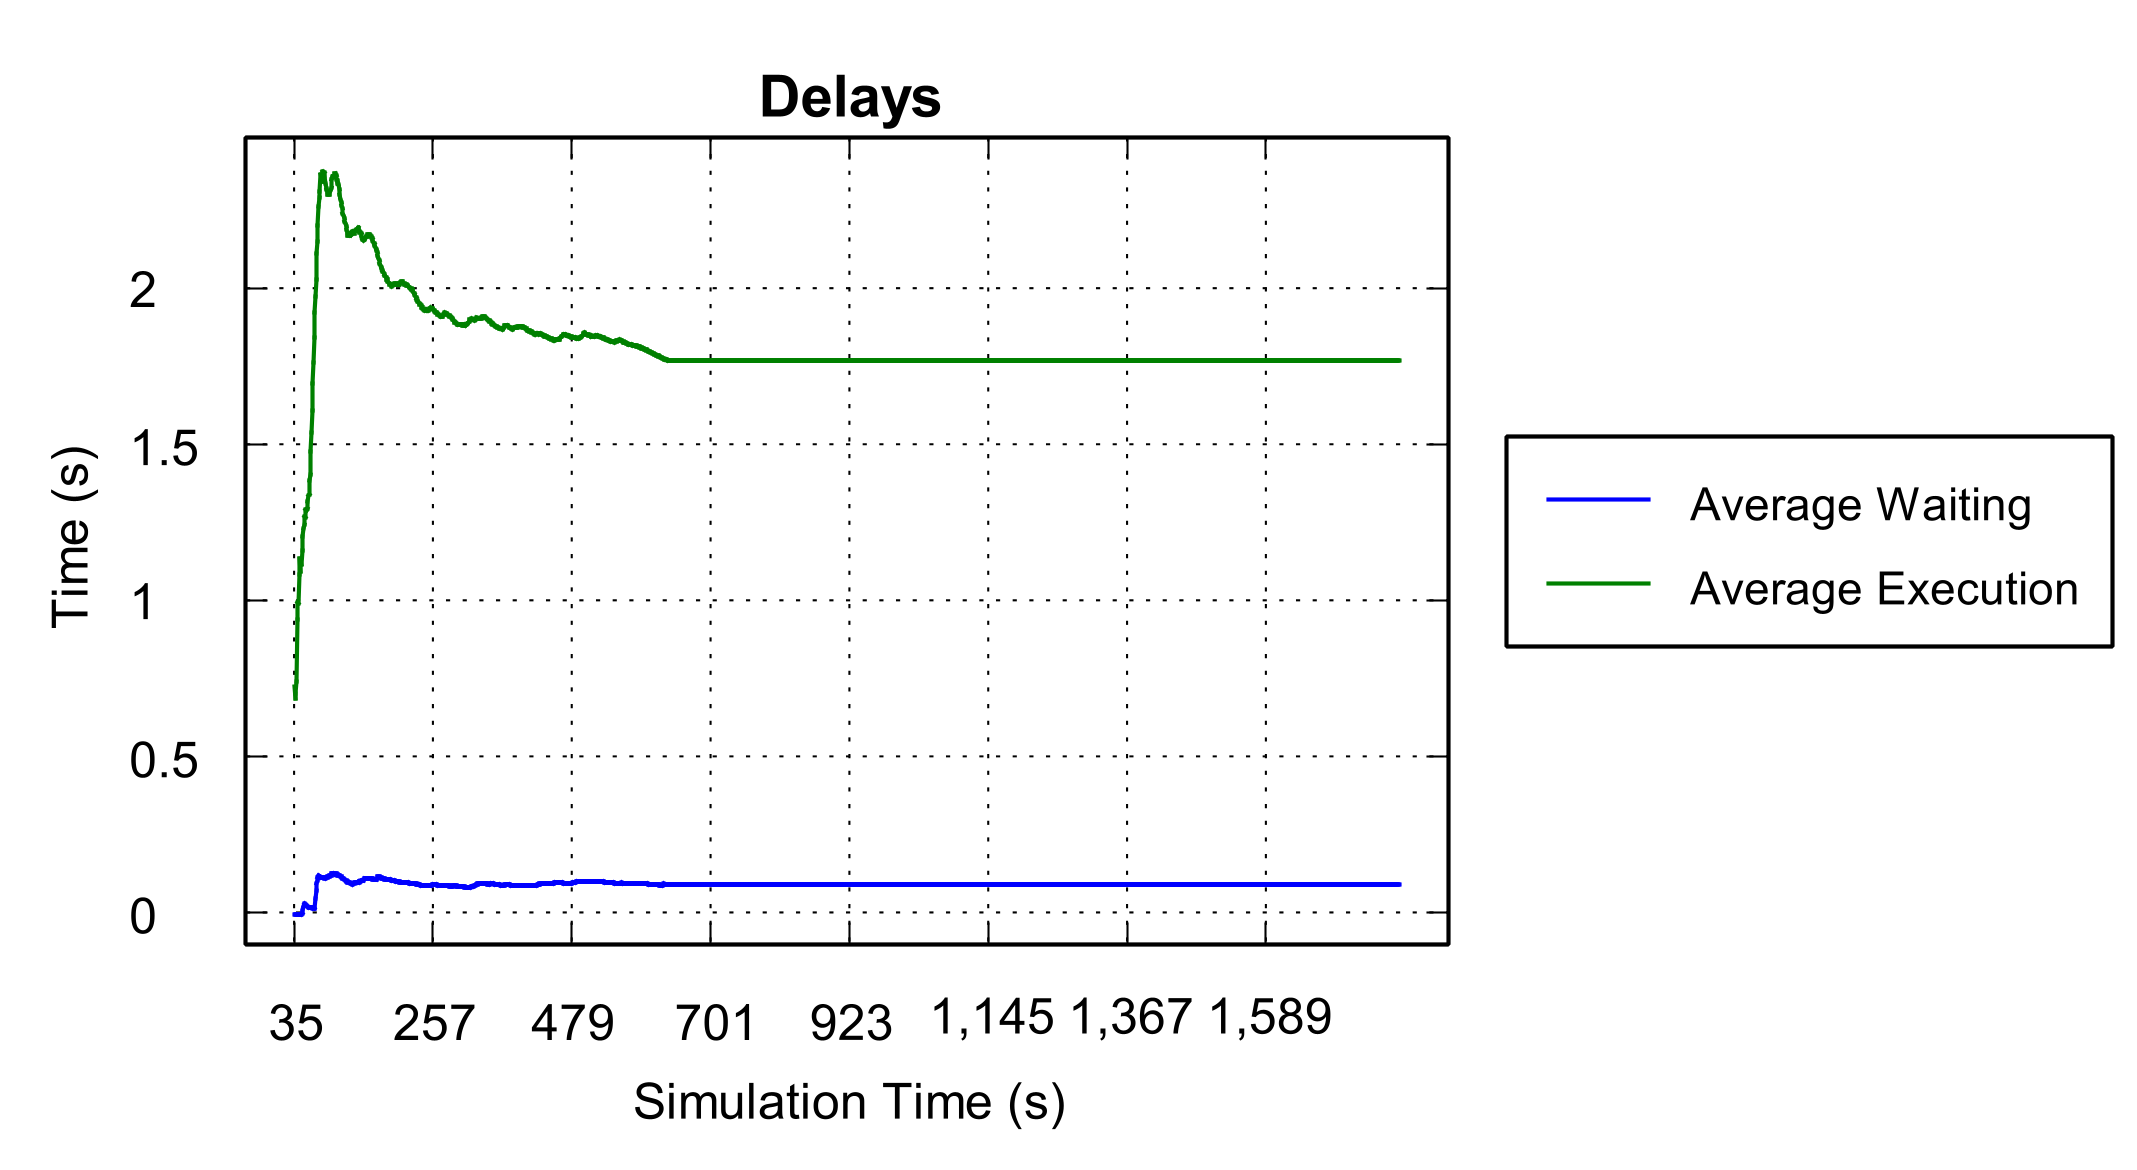 Delays
2
1.5
1
0.5
0
Time (s)
35 257 479 701 923 1,145 1,367 1,589
Simulation Time (s)
Average Waiting
Average Execution